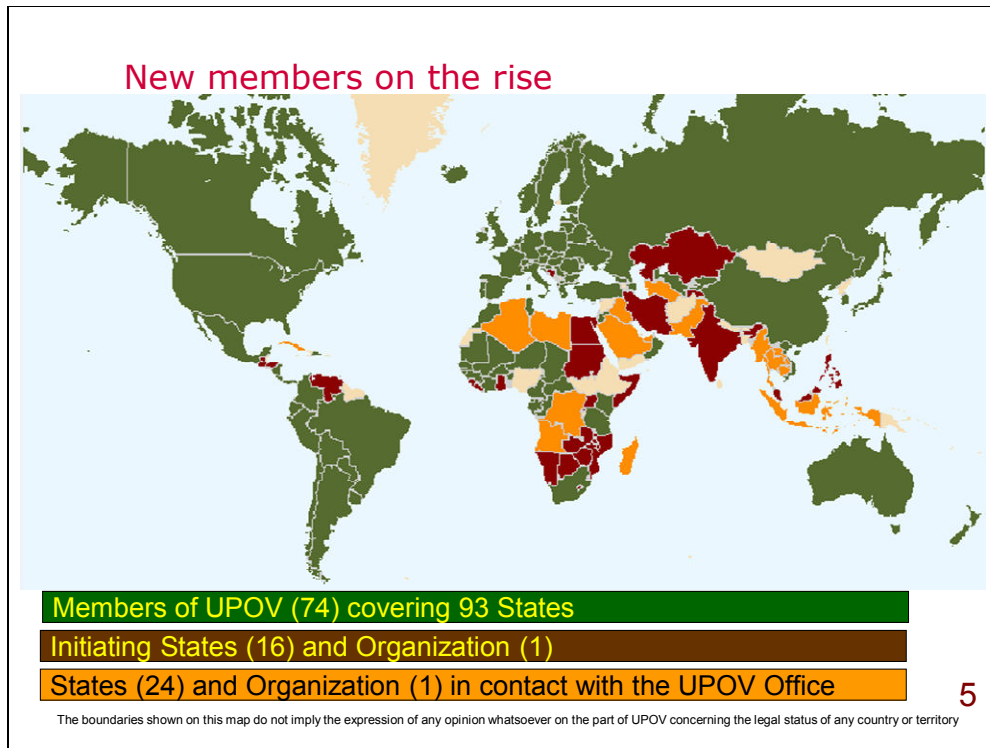 New members on the rise
Members of UPOV (74) covering 93 States
Initiating States (16) and Organization (1)
States (24) and Organization (1) in contact with the UPOV Office
5
The boundaries shown on this map do not imply the expression of any opinion whatsoever on the part of UPOV concerning the legal status of any country or territory